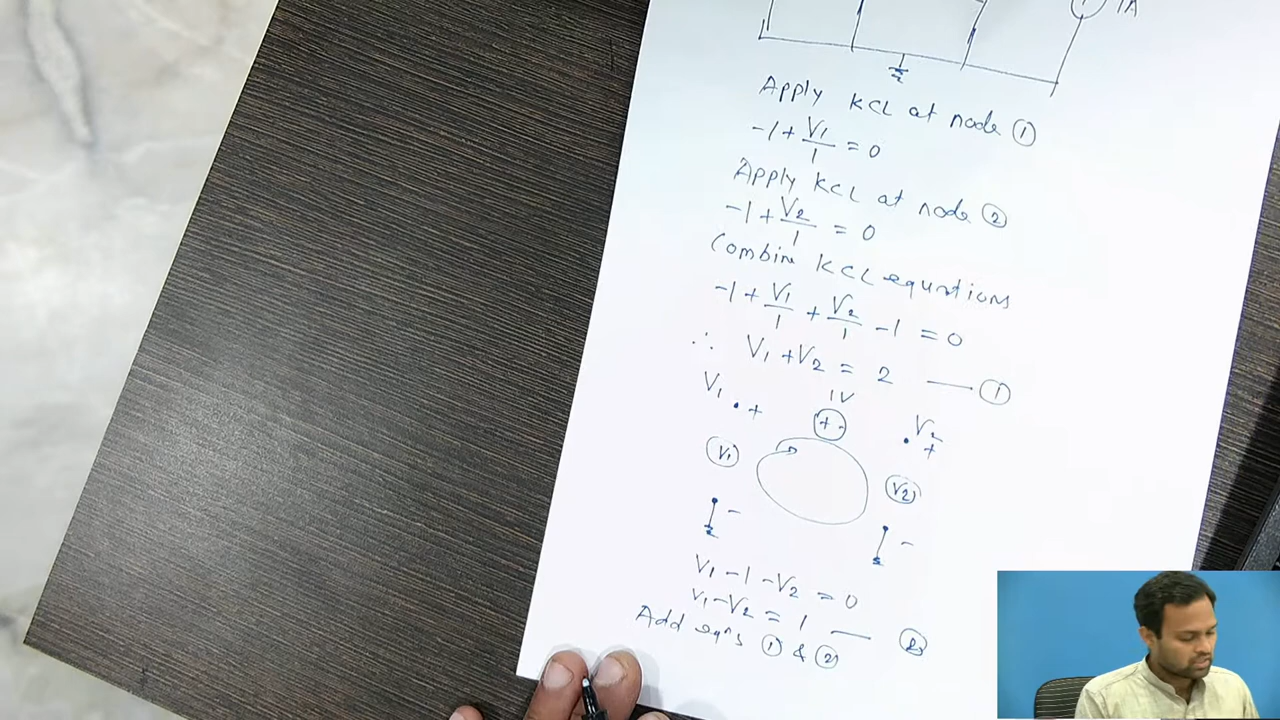 1A
Apply KCL at node ①
-1 + V1/1 = 0
Apply KCL at node ②
-1 + V2/1 = 0
Combine KCL equations
-1 + V1/1 + V2/1 - 1 = 0
∴ V1 + V2 = 2 —— ①
1V
V1 • + + - • V2 +
V1 V2
- -
V1 - 1 - V2 = 0
V1 - V2 = 1 —— ②
Add eqns ① & ②